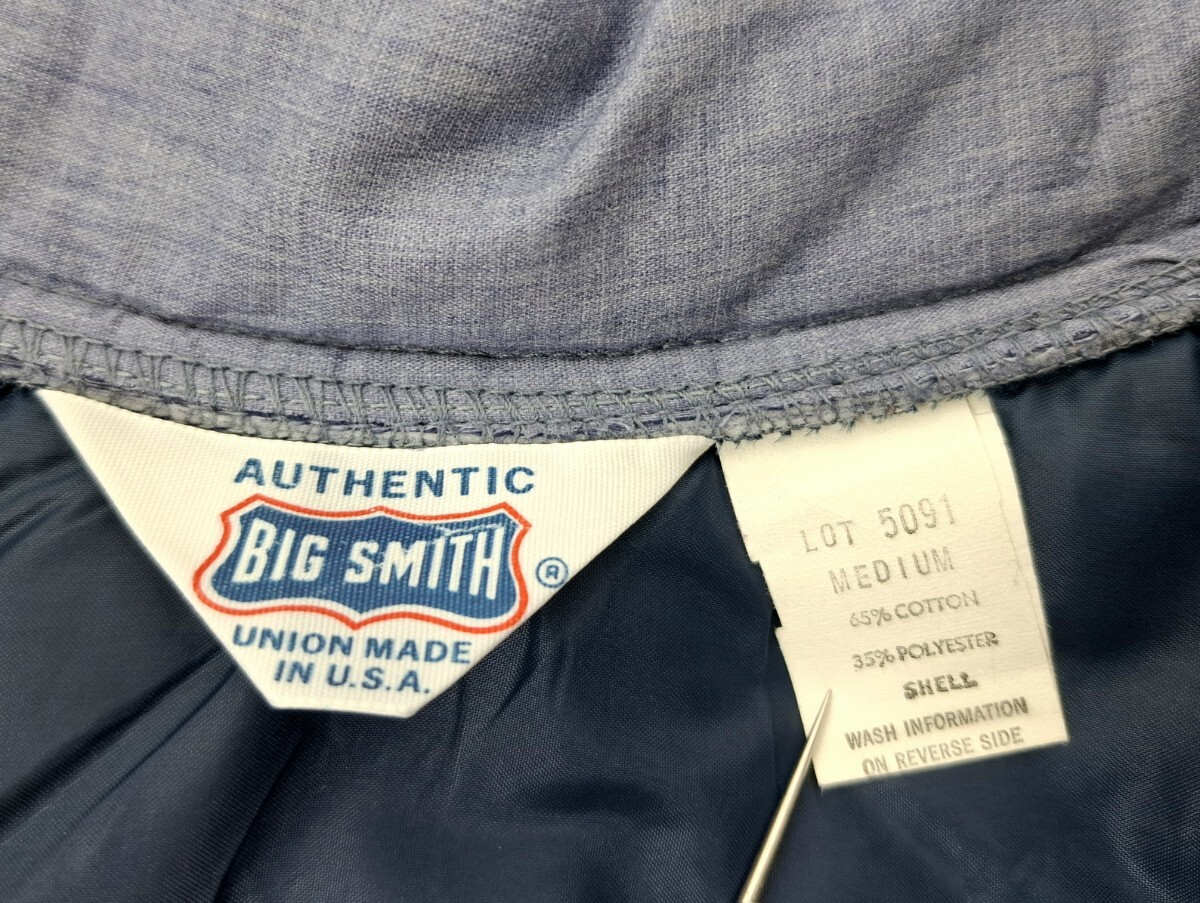 AUTHENTIC
BIG SMITH
®
UNION MADE
IN U.S.A.
LOT 5091
MEDIUM
65% COTTON
35% POLYESTER
SHELL
WASH INFORMATION
ON REVERSE SIDE